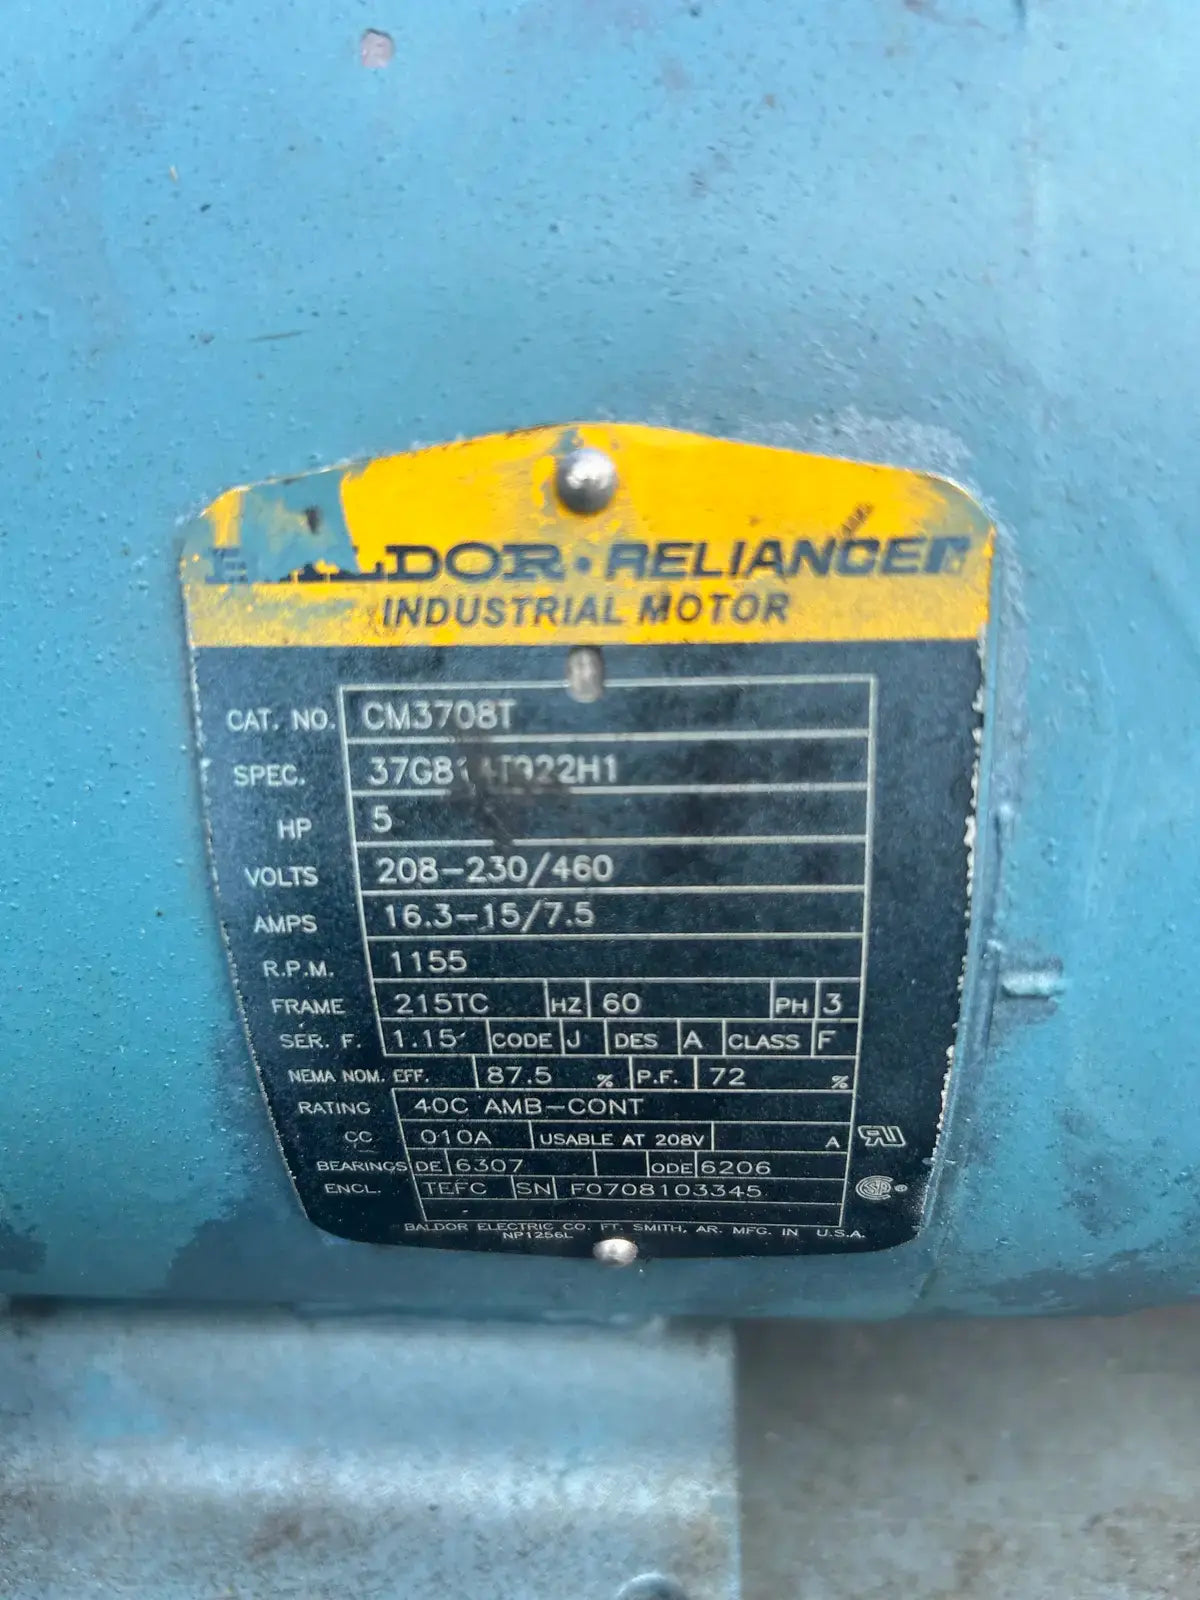 BALDOR • RELIANCER
INDUSTRIAL MOTOR
CAT. NO. CM3708T
SPEC.
HP 5
VOLTS 208-230/460
AMPS 16.3-15/7.5
R.P.M. 1155
FRAME 215TC HZ 60 PH 3
SER. F. 1.15 CODE J DES A CLASS F
NEMA NOM. EFF. 87.5 % P.F. 72 %
RATING 40C AMB-CONT
CC 010A USABLE AT 208V A
BEARINGS DE 6307 ODE 6206
ENCL. TEFC SN F0708103345
BALDOR ELECTRIC CO. FT. SMITH, AR. MFG. IN U.S.A.
NP1256L